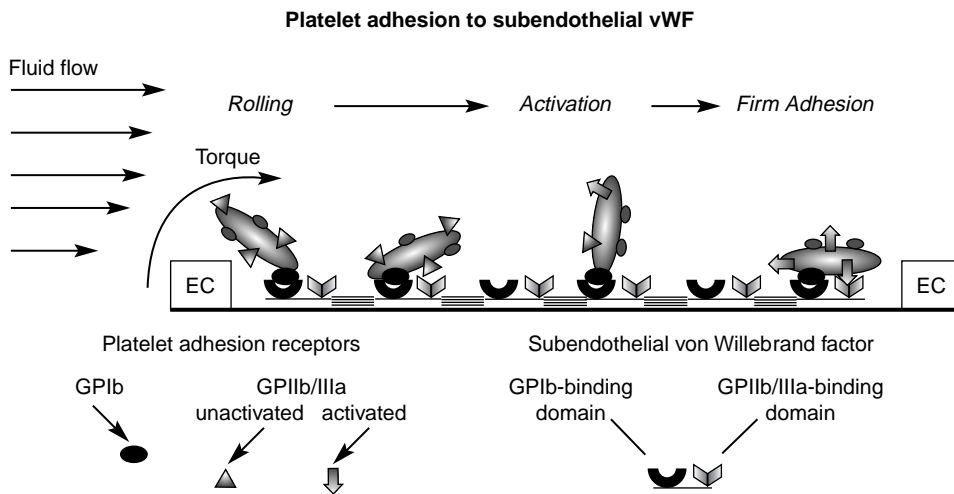 Platelet adhesion to subendothelial vWF
Fluid flow
Rolling
Activation
Firm Adhesion
Torque
EC
EC
Platelet adhesion receptors
GPIb
GPIIb/IIIa
unactivated
activated
Subendothelial von Willebrand factor
GPIb-binding
domain
GPIIb/IIIa-binding
domain